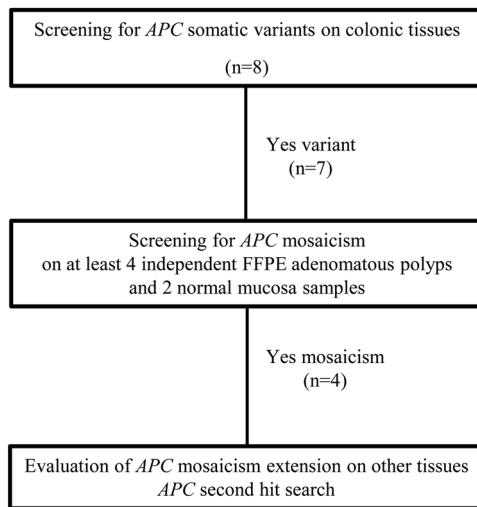 Screening for APC somatic variants on colonic tissues
(n=8)
Yes variant
(n=7)
Screening for APC mosaicism
on at least 4 independent FFPE adenomatous polyps
and 2 normal mucosa samples
Yes mosaicism
(n=4)
Evaluation of APC mosaicism extension on other tissues
APC second hit search